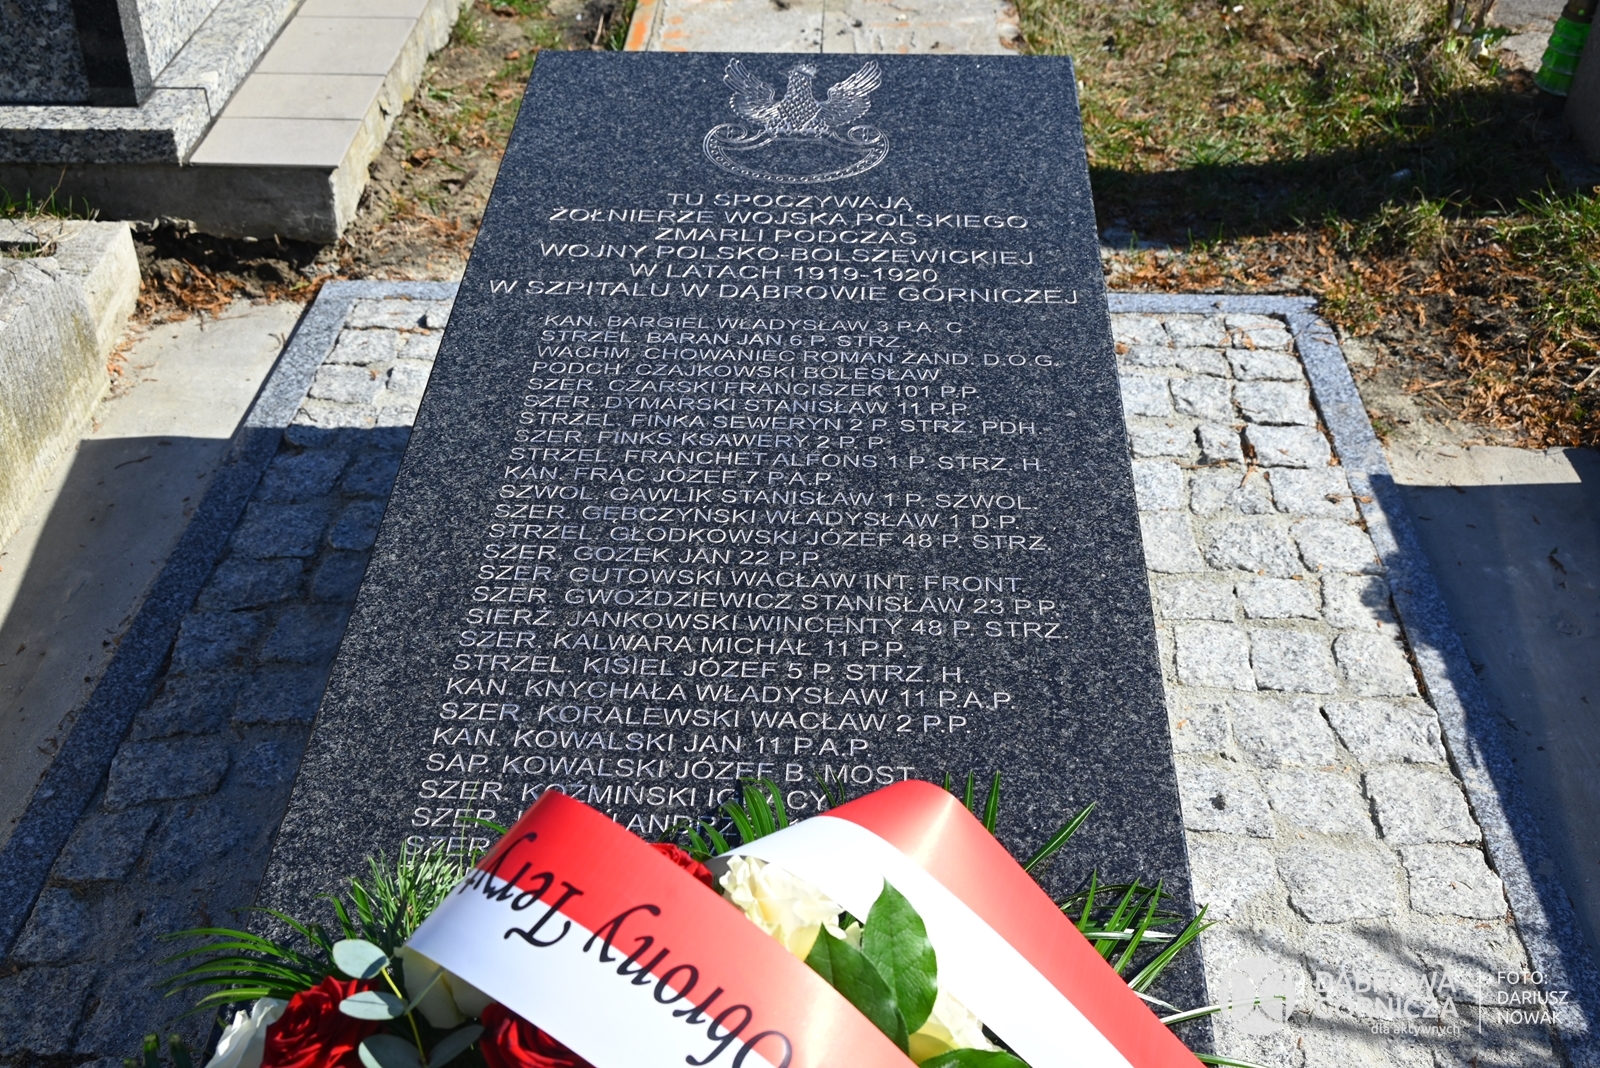 TU SPOCZYWAJĄ
ŻOŁNIERZE WOJSKA POLSKIEGO
ZMARLI PODCZAS
WOJNY POLSKO-BOLSZEWICKIEJ
W LATACH 1919-1920
W SZPITALU W DĄBROWIE GÓRNICZEJ
KAN. BARGIEL WŁADYSŁAW 3 P.A. C.
STRZEL. BARAN JAN 6 P. STRZ.
WACHM. CHOWANIEC ROMAN ŻAND. D.O.G.
PODCH. CZAJKOWSKI BOLESŁAW
SZER. CZARSKI FRANCISZEK 101 P.P.
SZER. DYMARSKI STANISŁAW 11 P.P.
STRZEL. FINKA SEWERYN 2 P. STRZ. PDH.
SZER. FINKS KSAWERY 2 P. P.
STRZEL. FRANCHET ALFONS 1 P. STRZ. H.
KAN. FRĄC JÓZEF 7 P.A.P.
SZWOL. GAWLIK STANISŁAW 1 P. SZWOL.
SZER. GĘBCZYŃSKI WŁADYSŁAW 1 D.P.
STRZEL. GŁODKOWSKI JÓZEF 48 P. STRZ.
SZER. GOZEK JAN 22 P.P.
SZER. GUTOWSKI WACŁAW INT. FRONT.
SZER. GWOŹDZIEWICZ STANISŁAW 23 P.P.
SIERŻ. JANKOWSKI WINCENTY 48 P. STRZ.
SZER. KALWARA MICHAŁ 11 P.P.
STRZEL. KISIEL JÓZEF 5 P. STRZ. H.
KAN. KNYCHAŁA WŁADYSŁAW 11 P.A.P.
SZER. KORALEWSKI WACŁAW 2 P.P.
KAN. KOWALSKI JAN 11 P.A.P.
SAP. KOWALSKI JÓZEF B. MOST.
SZER. KOŹMIŃSKI
SZER.
SZER.
Obrony Tery
DĄBROWA
GÓRNICZA
dla aktywnych
FOTO:
DARIUSZ
NOWAK